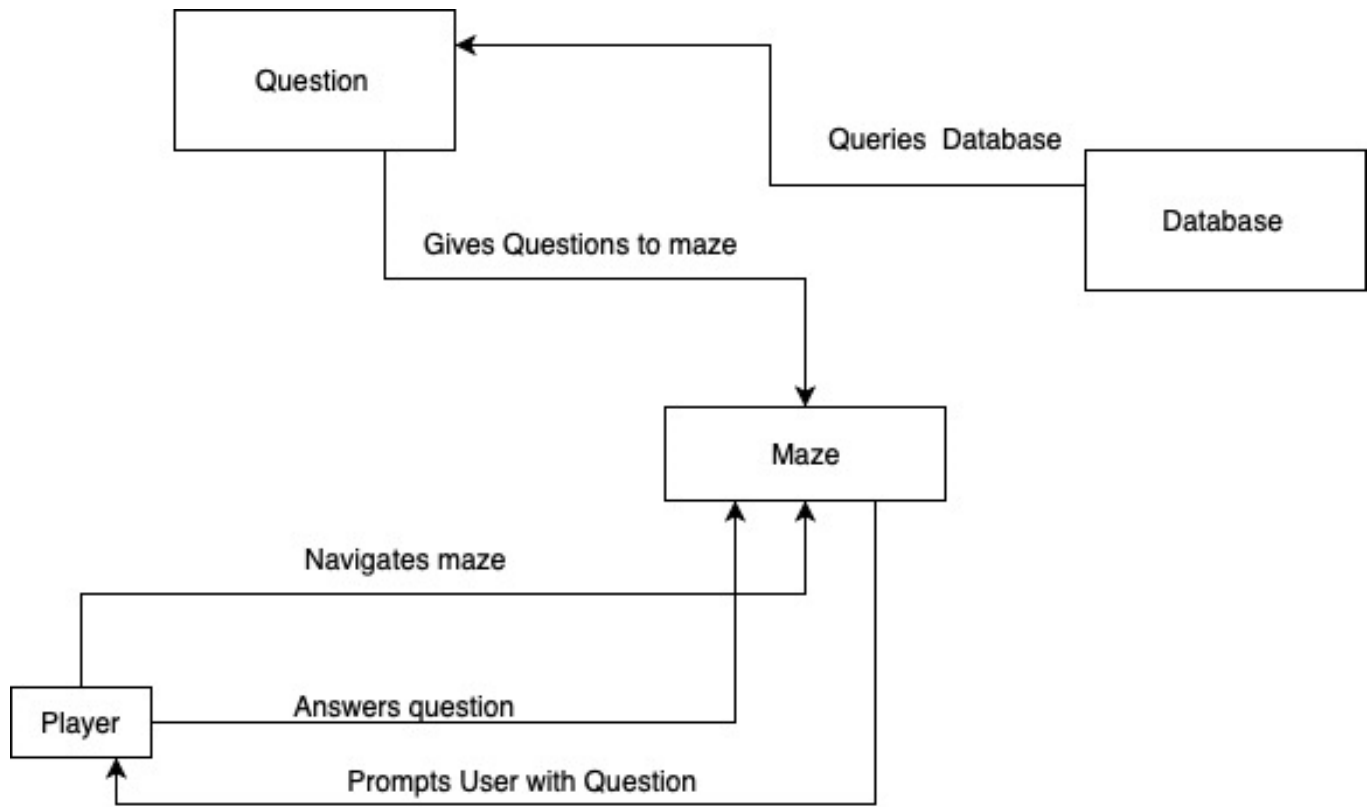 Question
Queries  Database
Database
Gives Questions to maze
Maze
Navigates maze
Answers question
Player
Prompts User with Question